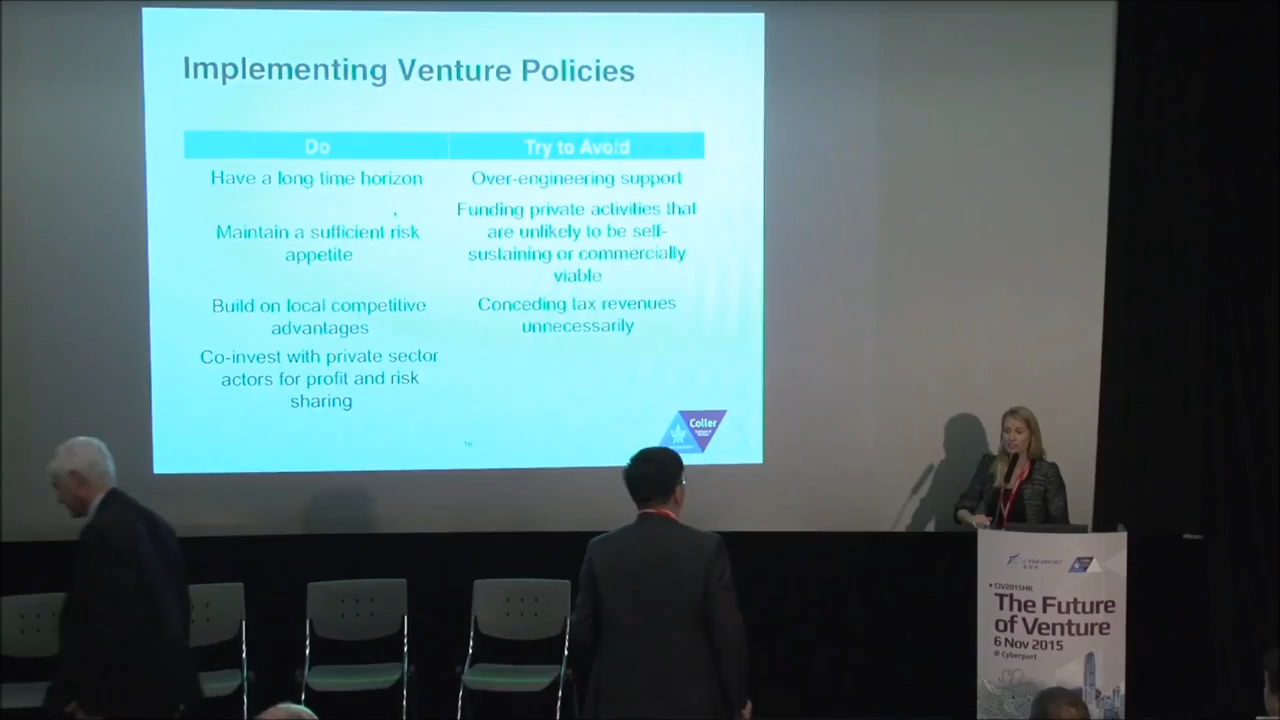 Implementing Venture Policies
Do
Try to Avoid
Have a long time horizon
Over-engineering support
Maintain a sufficient risk
appetite
Funding private activities that
are unlikely to be self-
sustaining or commercially
viable
Build on local competitive
advantages
Conceding tax revenues
unnecessarily
Co-invest with private sector
actors for profit and risk
sharing
Coller
CYBERPORT
CIV2015HK
The Future
of Venture
6 Nov 2015
@ Cyberport